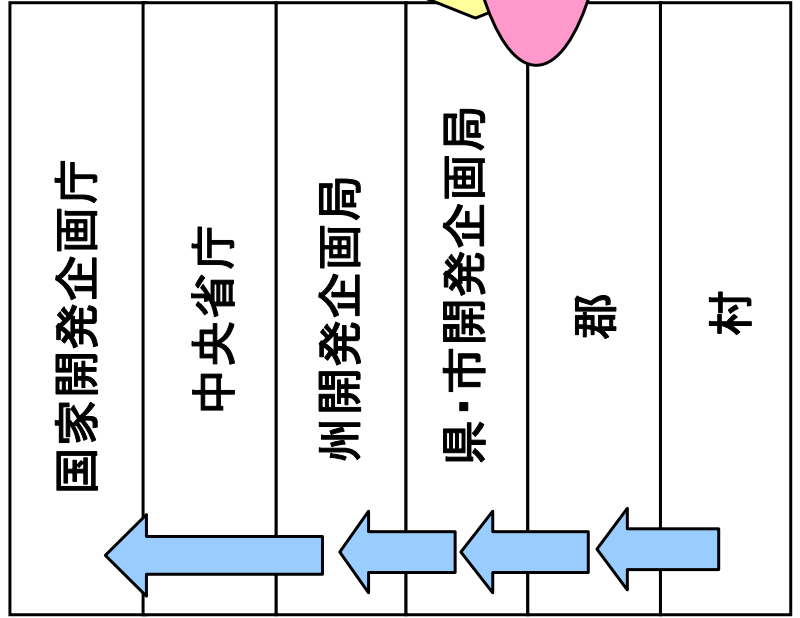 国家開発企画庁
中央省庁
州開発企画局
県・市開発企画局
郡
村